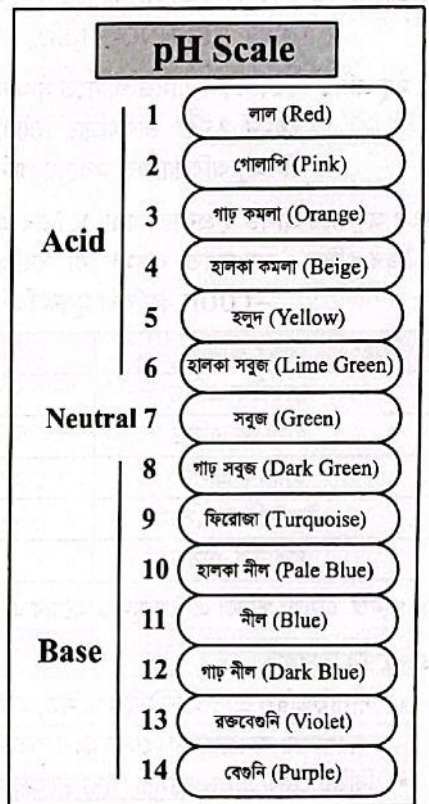 pH Scale
1 লাল (Red)
2 গোলাপি (Pink)
3 গাঢ় কমলা (Orange)
Acid
4 হালকা কমলা (Beige)
5 হলুদ (Yellow)
6 হালকা সবুজ (Lime Green)
Neutral 7 সবুজ (Green)
8 গাঢ় সবুজ (Dark Green)
9 ফিরোজা (Turquoise)
10 হালকা নীল (Pale Blue)
11 নীল (Blue)
Base
12 গাঢ় নীল (Dark Blue)
13 রক্তবেগুনি (Violet)
14 বেগুনি (Purple)